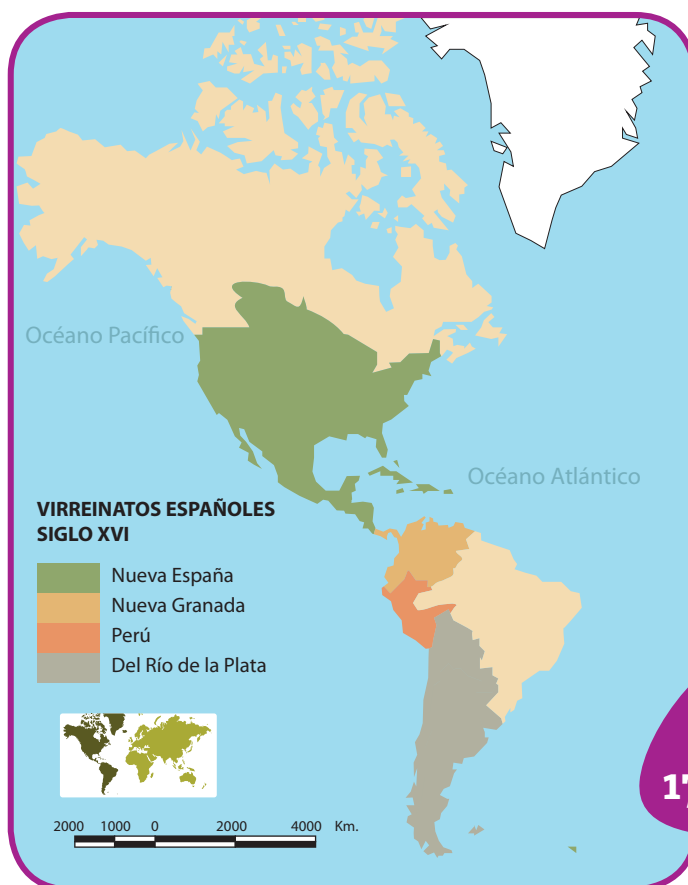 Océano Pacífico
Océano Atlántico
VIRREINATOS ESPAÑOLES
SIGLO XVI
Nueva España
Nueva Granada
Perú
Del Río de la Plata
2000 1000 0 2000 4000 Km.